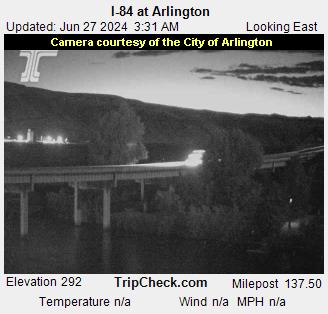 I-84 at Arlington
Updated: Jun 27 2024 3:31 AM Looking East
Camera courtesy of the City of Arlington
Elevation 292 TripCheck.com Milepost 137.50
Temperature n/a Wind n/a MPH n/a